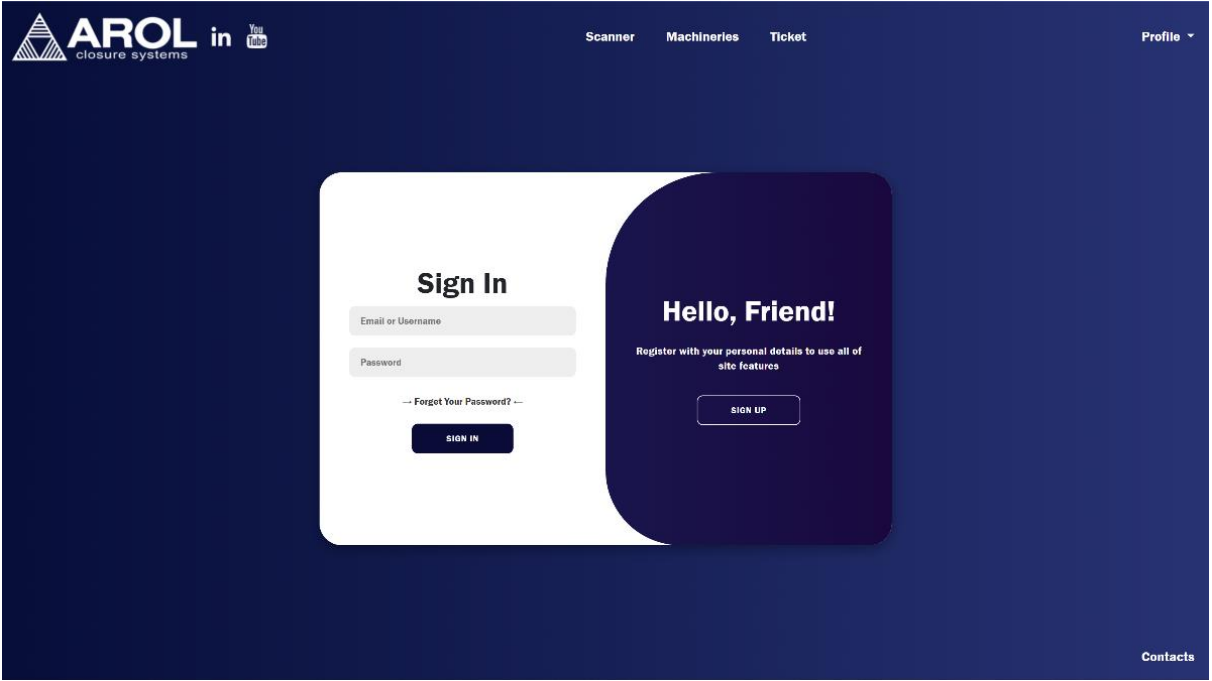 AROL
closure systems
in
You
Tube
Scanner
Machineries
Ticket
Profile
Sign In
Email or Username
Password
→ Forget Your Password? ←
SIGN IN
Hello, Friend!
Register with your personal details to use all of
site features
SIGN UP
Contacts